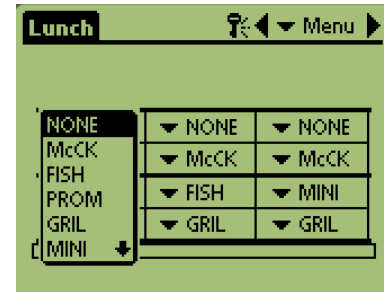 Lunch Menu
NONE NONE NONE
McCK McCK McCK
FISH
PROM FISH MINI
GRIL GRIL GRIL
MINI